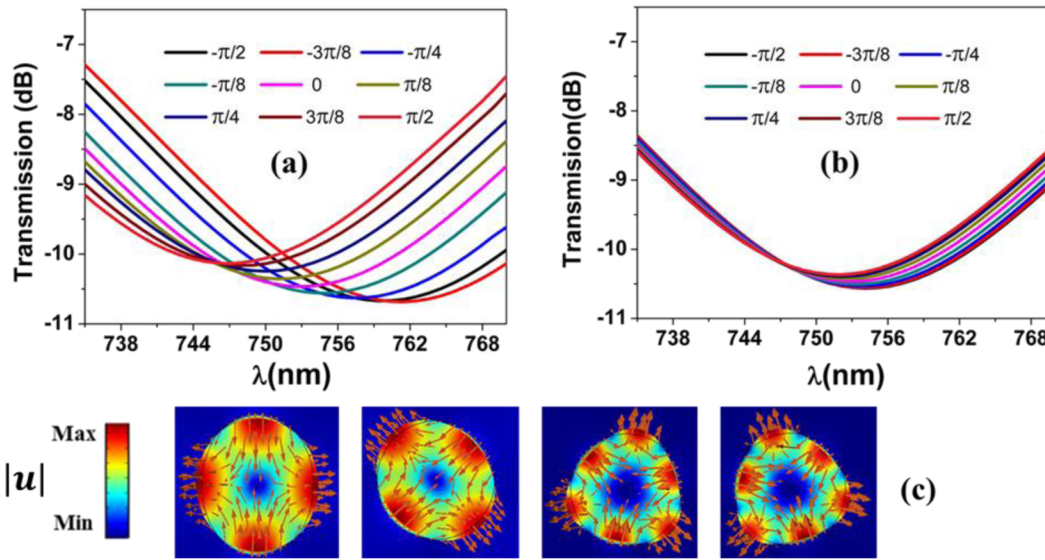 -7
-8
-9
-10
-11
Transmission (dB)
-π/2 -3π/8 -π/4
-π/8 0 π/8
π/4 3π/8 π/2
(a)
738 744 750 756 762 768
λ(nm)
-7
-8
-9
-10
-11
Transmision(dB)
-π/2 -3π/8 -π/4
-π/8 0 π/8
π/4 3π/8 π/2
(b)
738 744 750 756 762 768
λ(nm)
|u|
Max
Min
(c)